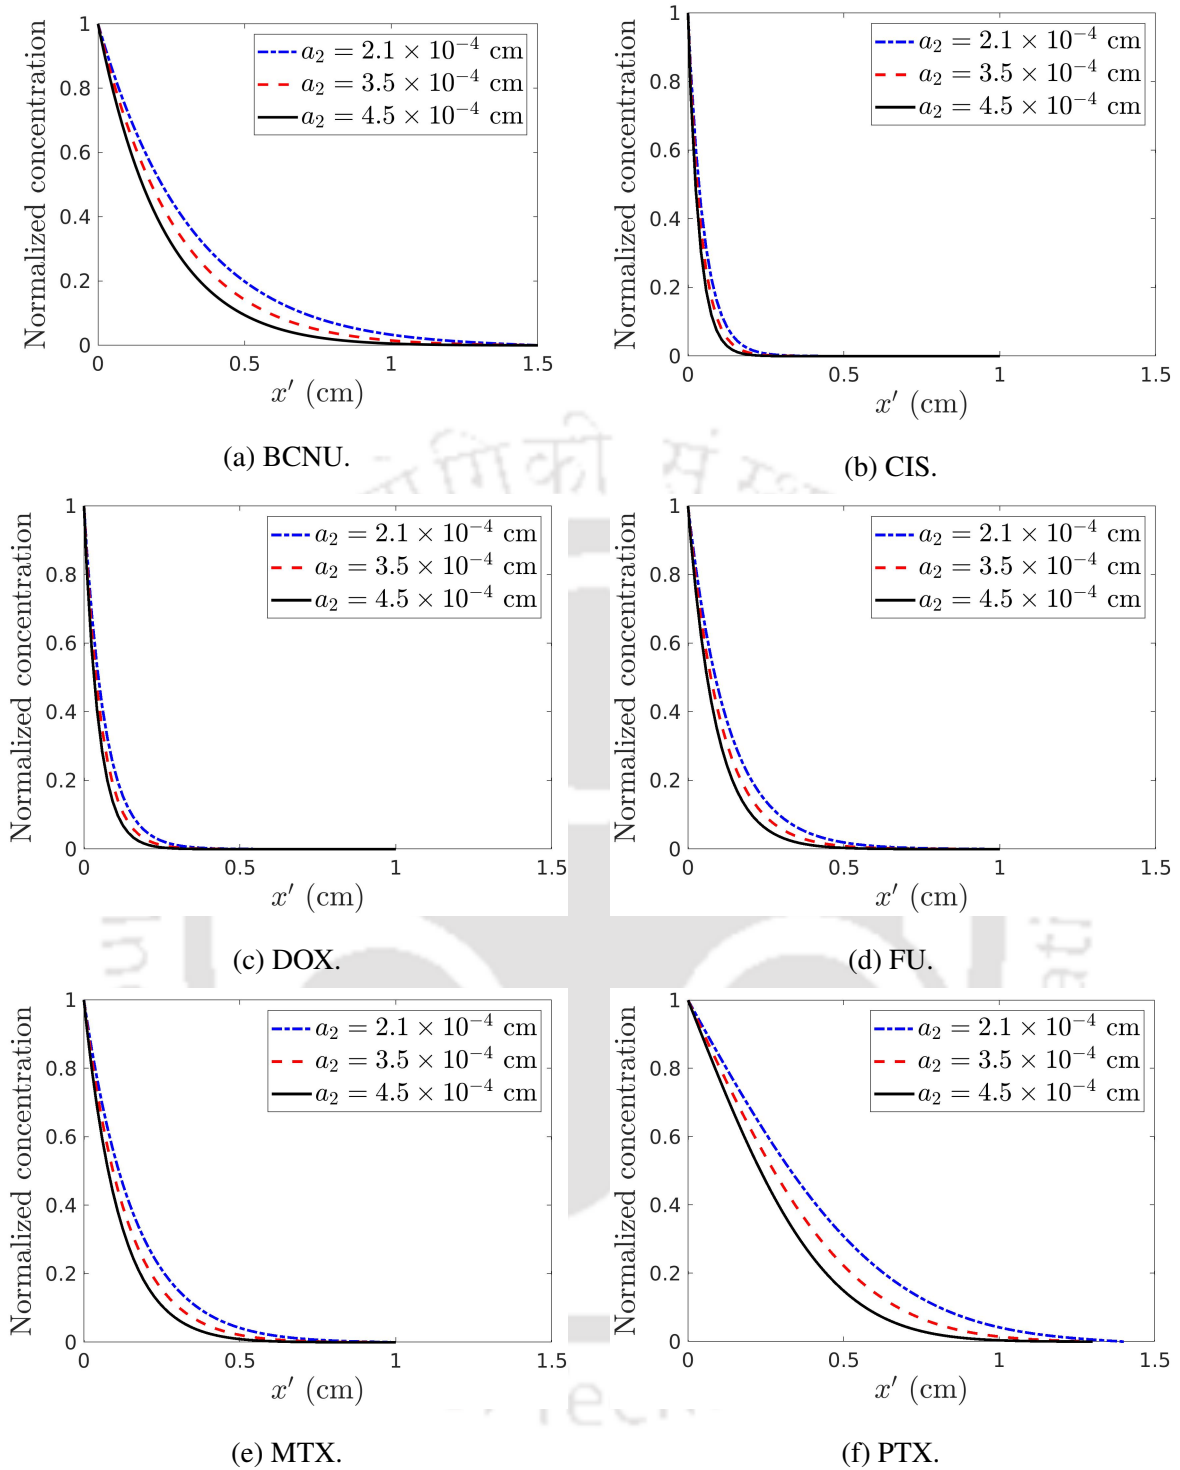 Normalized concentration
1
0.8
0.6
0.4
0.2
0
0 0.5 1 1.5
x′ (cm)
a₂ = 2.1 × 10⁻⁴ cm
a₂ = 3.5 × 10⁻⁴ cm
a₂ = 4.5 × 10⁻⁴ cm
(a) BCNU.
Normalized concentration
1
0.8
0.6
0.4
0.2
0
0 0.5 1 1.5
x′ (cm)
a₂ = 2.1 × 10⁻⁴ cm
a₂ = 3.5 × 10⁻⁴ cm
a₂ = 4.5 × 10⁻⁴ cm
(b) CIS.
Normalized concentration
1
0.8
0.6
0.4
0.2
0
0 0.5 1 1.5
x′ (cm)
a₂ = 2.1 × 10⁻⁴ cm
a₂ = 3.5 × 10⁻⁴ cm
a₂ = 4.5 × 10⁻⁴ cm
(c) DOX.
Normalized concentration
1
0.8
0.6
0.4
0.2
0
0 0.5 1 1.5
x′ (cm)
a₂ = 2.1 × 10⁻⁴ cm
a₂ = 3.5 × 10⁻⁴ cm
a₂ = 4.5 × 10⁻⁴ cm
(d) FU.
Normalized concentration
1
0.8
0.6
0.4
0.2
0
0 0.5 1 1.5
x′ (cm)
a₂ = 2.1 × 10⁻⁴ cm
a₂ = 3.5 × 10⁻⁴ cm
a₂ = 4.5 × 10⁻⁴ cm
(e) MTX.
Normalized concentration
1
0.8
0.6
0.4
0.2
0
0 0.5 1 1.5
x′ (cm)
a₂ = 2.1 × 10⁻⁴ cm
a₂ = 3.5 × 10⁻⁴ cm
a₂ = 4.5 × 10⁻⁴ cm
(f) PTX.